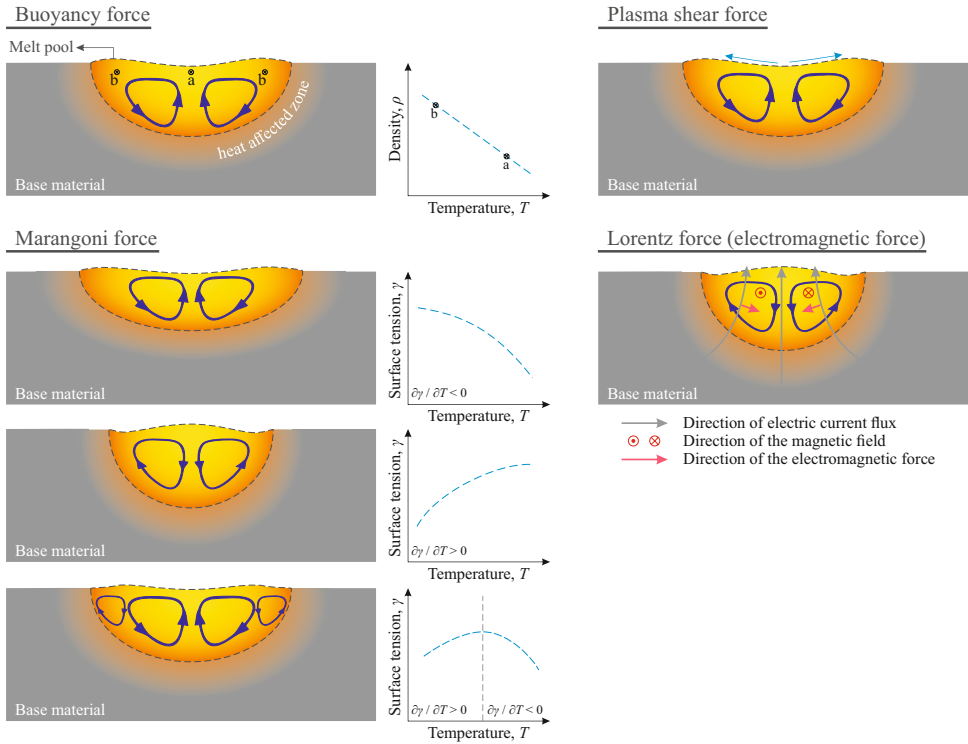 Buoyancy force
Melt pool
b
a
b
heat affected zone
Base material
Density, ρ
b
a
Temperature, T
Plasma shear force
Base material
Marangoni force
Base material
Surface tension, γ
∂γ / ∂T < 0
Temperature, T
Base material
Surface tension, γ
∂γ / ∂T > 0
Temperature, T
Base material
Surface tension, γ
∂γ / ∂T > 0
∂γ / ∂T < 0
Temperature, T
Lorentz force (electromagnetic force)
Base material
Direction of electric current flux
Direction of the magnetic field
Direction of the electromagnetic force